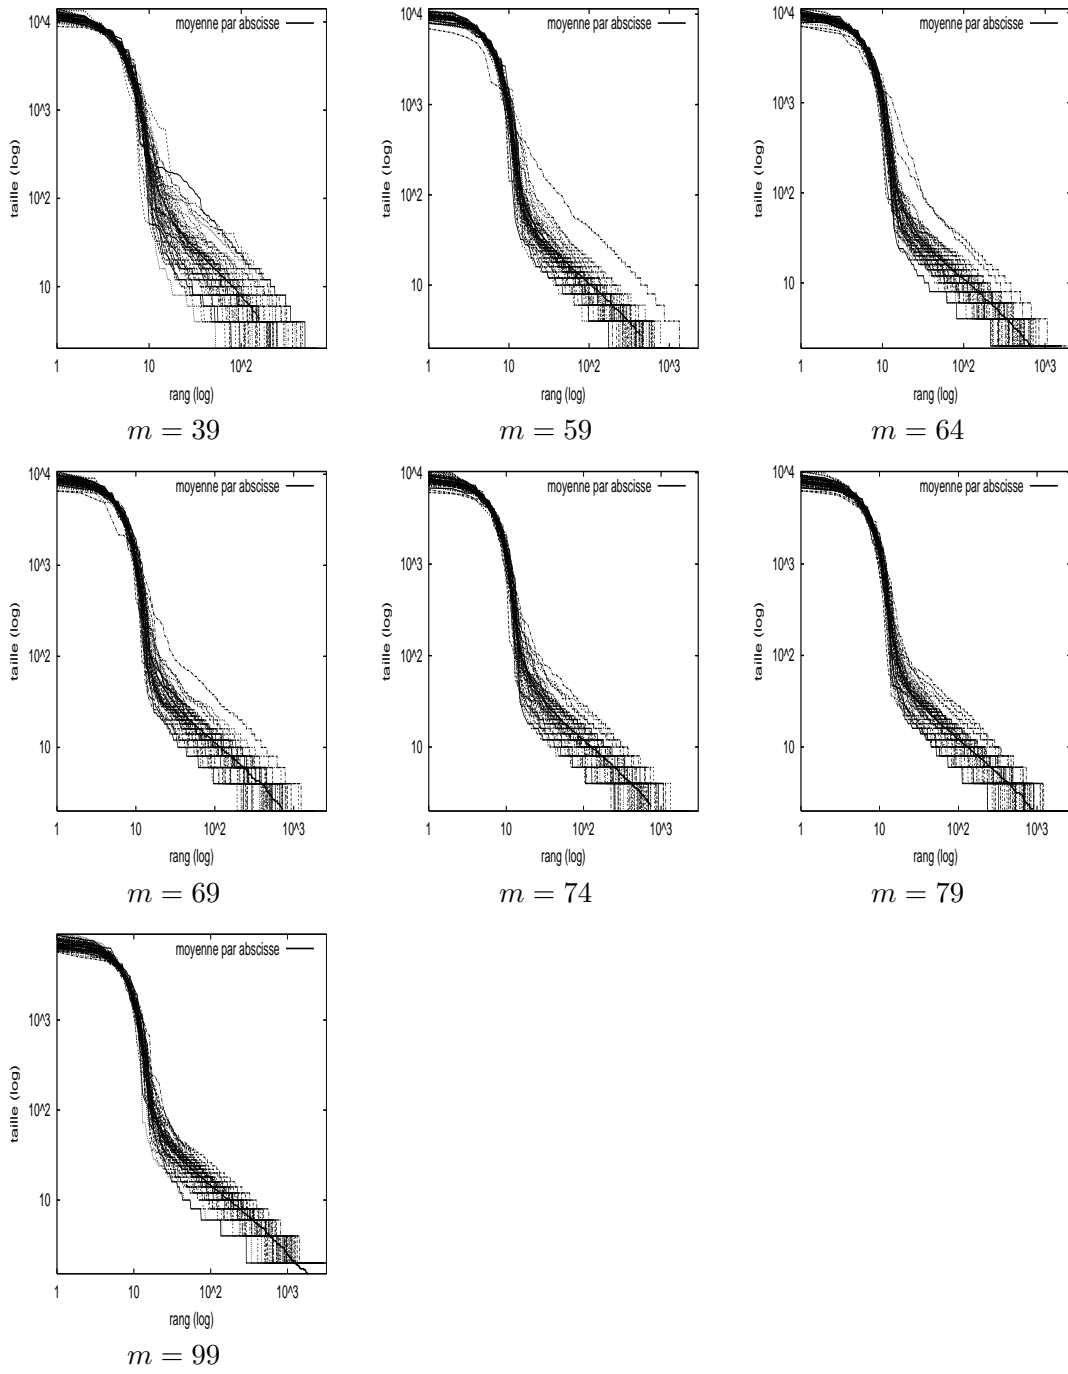 moyenne par abscisse
10^4
10^3
10^2
10
taille (log)
1 10 10^2
rang (log)
m = 39
moyenne par abscisse
10^4
10^3
10^2
10
taille (log)
1 10 10^2 10^3
rang (log)
m = 59
moyenne par abscisse
10^4
10^3
10^2
10
taille (log)
1 10 10^2 10^3
rang (log)
m = 64
moyenne par abscisse
10^4
10^3
10^2
10
taille (log)
1 10 10^2 10^3
rang (log)
m = 69
moyenne par abscisse
10^4
10^3
10^2
10
taille (log)
1 10 10^2 10^3
rang (log)
m = 74
moyenne par abscisse
10^4
10^3
10^2
10
taille (log)
1 10 10^2 10^3
rang (log)
m = 79
moyenne par abscisse
10^3
10^2
10
taille (log)
1 10 10^2 10^3
rang (log)
m = 99